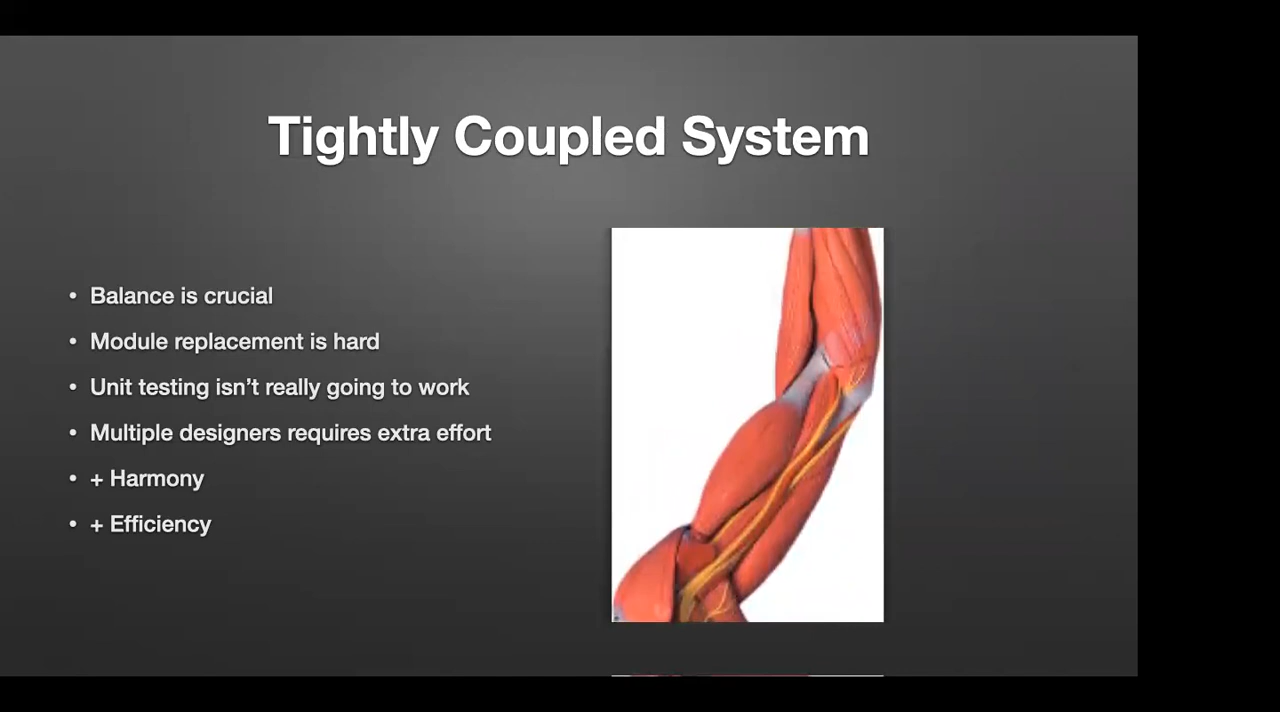 Tightly Coupled System
• Balance is crucial
• Module replacement is hard
• Unit testing isn’t really going to work
• Multiple designers requires extra effort
• + Harmony
• + Efficiency